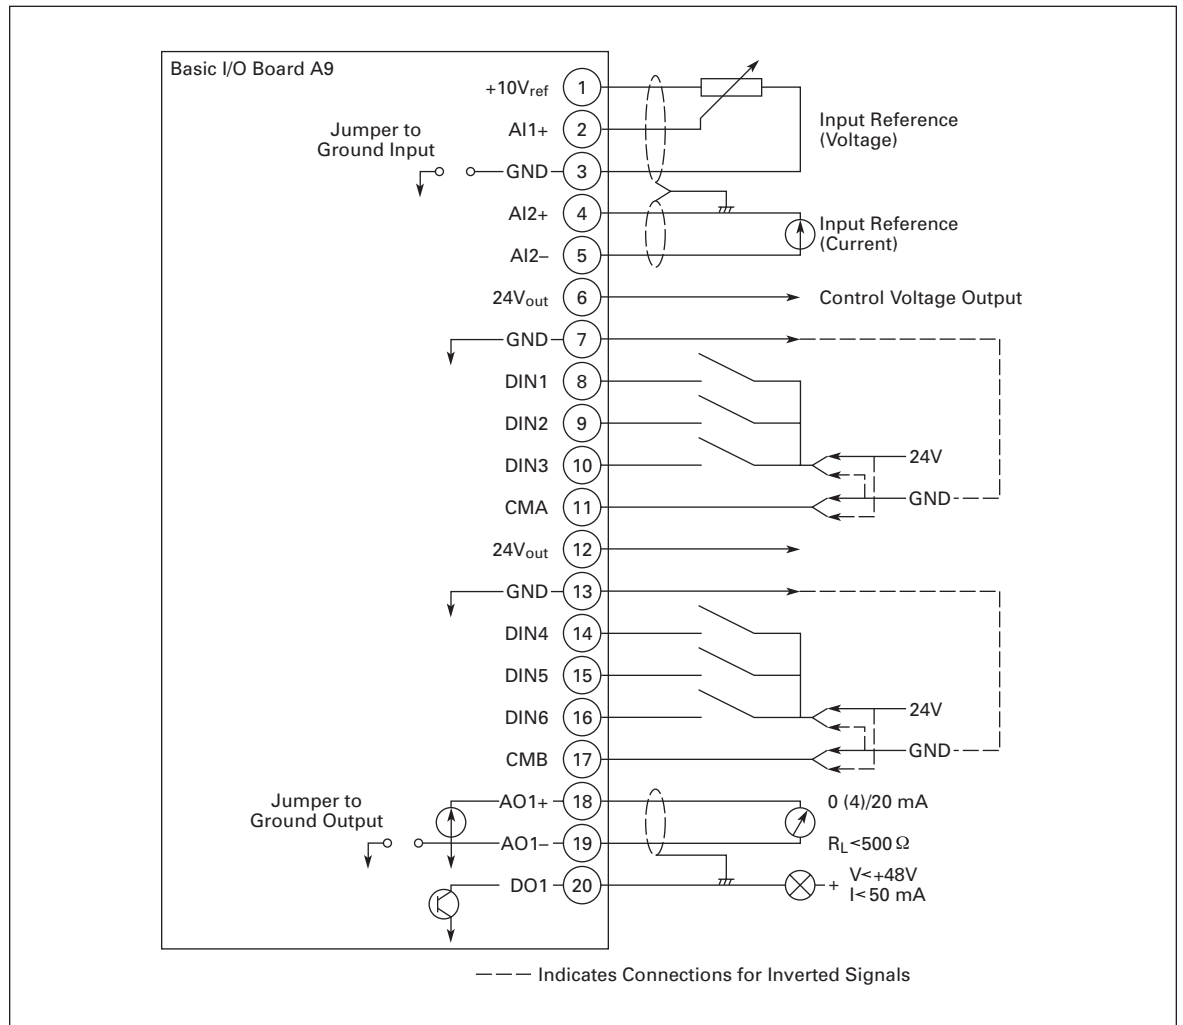 Basic I/O Board A9
+10Vref 1
AI1+ 2
Jumper to
Ground Input
GND 3
Input Reference
(Voltage)
AI2+ 4
AI2– 5
Input Reference
(Current)
24Vout 6
Control Voltage Output
GND 7
DIN1 8
DIN2 9
DIN3 10
24V
CMA 11
GND
24Vout 12
GND 13
DIN4 14
DIN5 15
DIN6 16
24V
CMB 17
GND
Jumper to
Ground Output
AO1+ 18
0 (4)/20 mA
AO1– 19
RL<500 Ω
DO1 20
+ V<+48V
I<50 mA
Indicates Connections for Inverted Signals